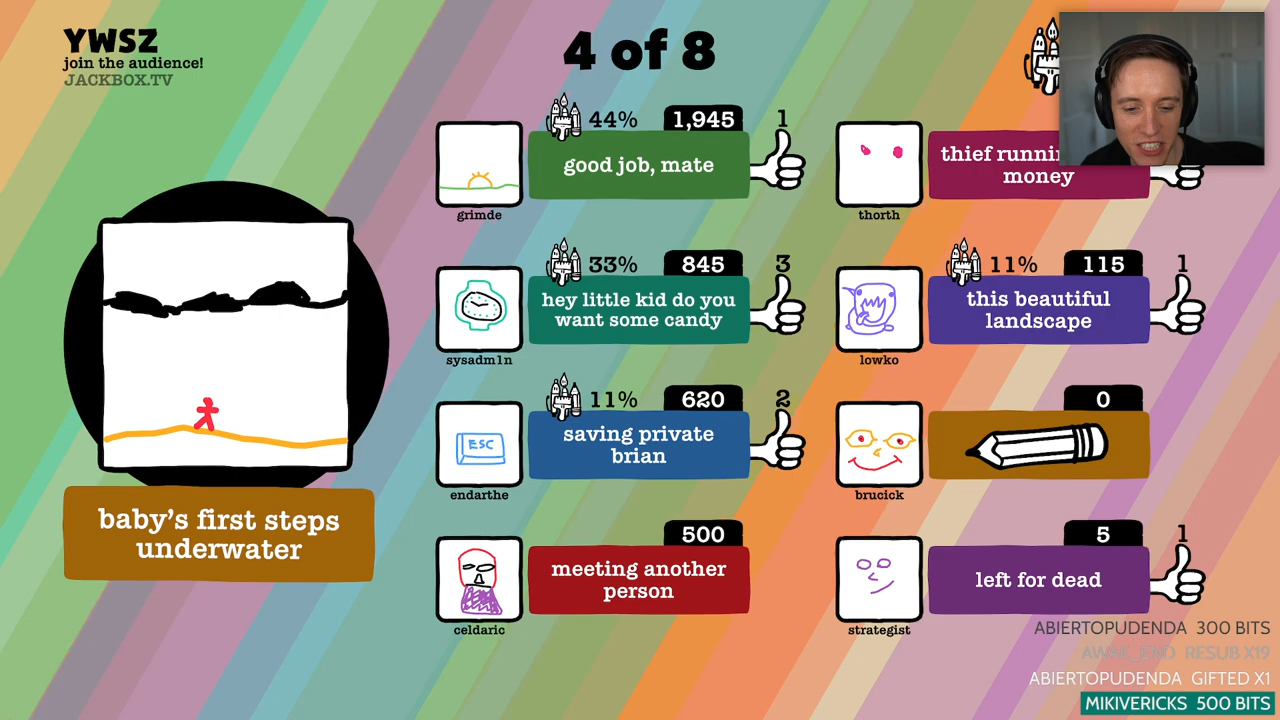 YWSZ
join the audience!
JACKBOX.TV
4 of 8
44% 1,945 1
good job, mate
grimde
thief
money
thorth
33% 845 3
hey little kid do you
want some candy
sysadm1n
11% 115 1
this beautiful
landscape
lowko
11% 620 2
saving private
brian
ESC
endarthe
0
brucick
baby's first steps
underwater
500
meeting another
person
celdaric
5 1
left for dead
strategist
ABIERTOPUDENDA 300 BITS
AWAE_END RESUB X19
ABIERTOPUDENDA GIFTED X1
MIKIVERICKS 500 BITS